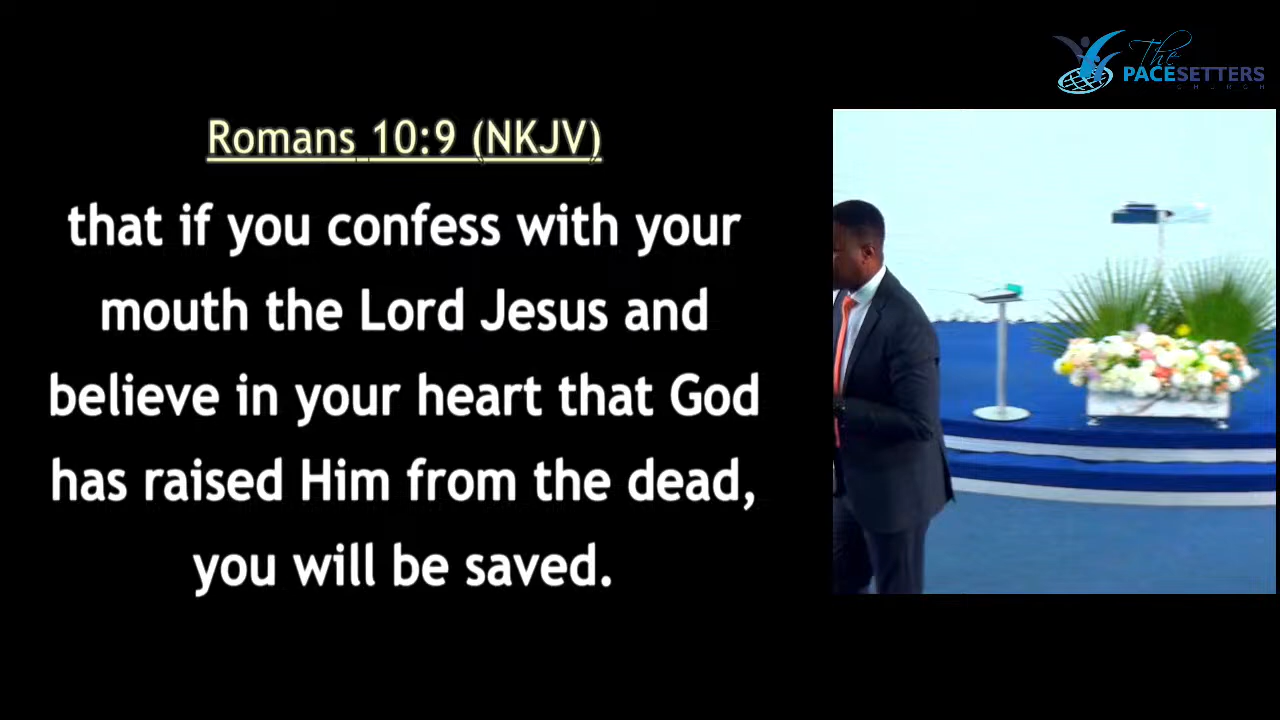 The
PACESETTERS
CHURCH
Romans 10:9 (NKJV)
that if you confess with your
mouth the Lord Jesus and
believe in your heart that God
has raised Him from the dead,
you will be saved.